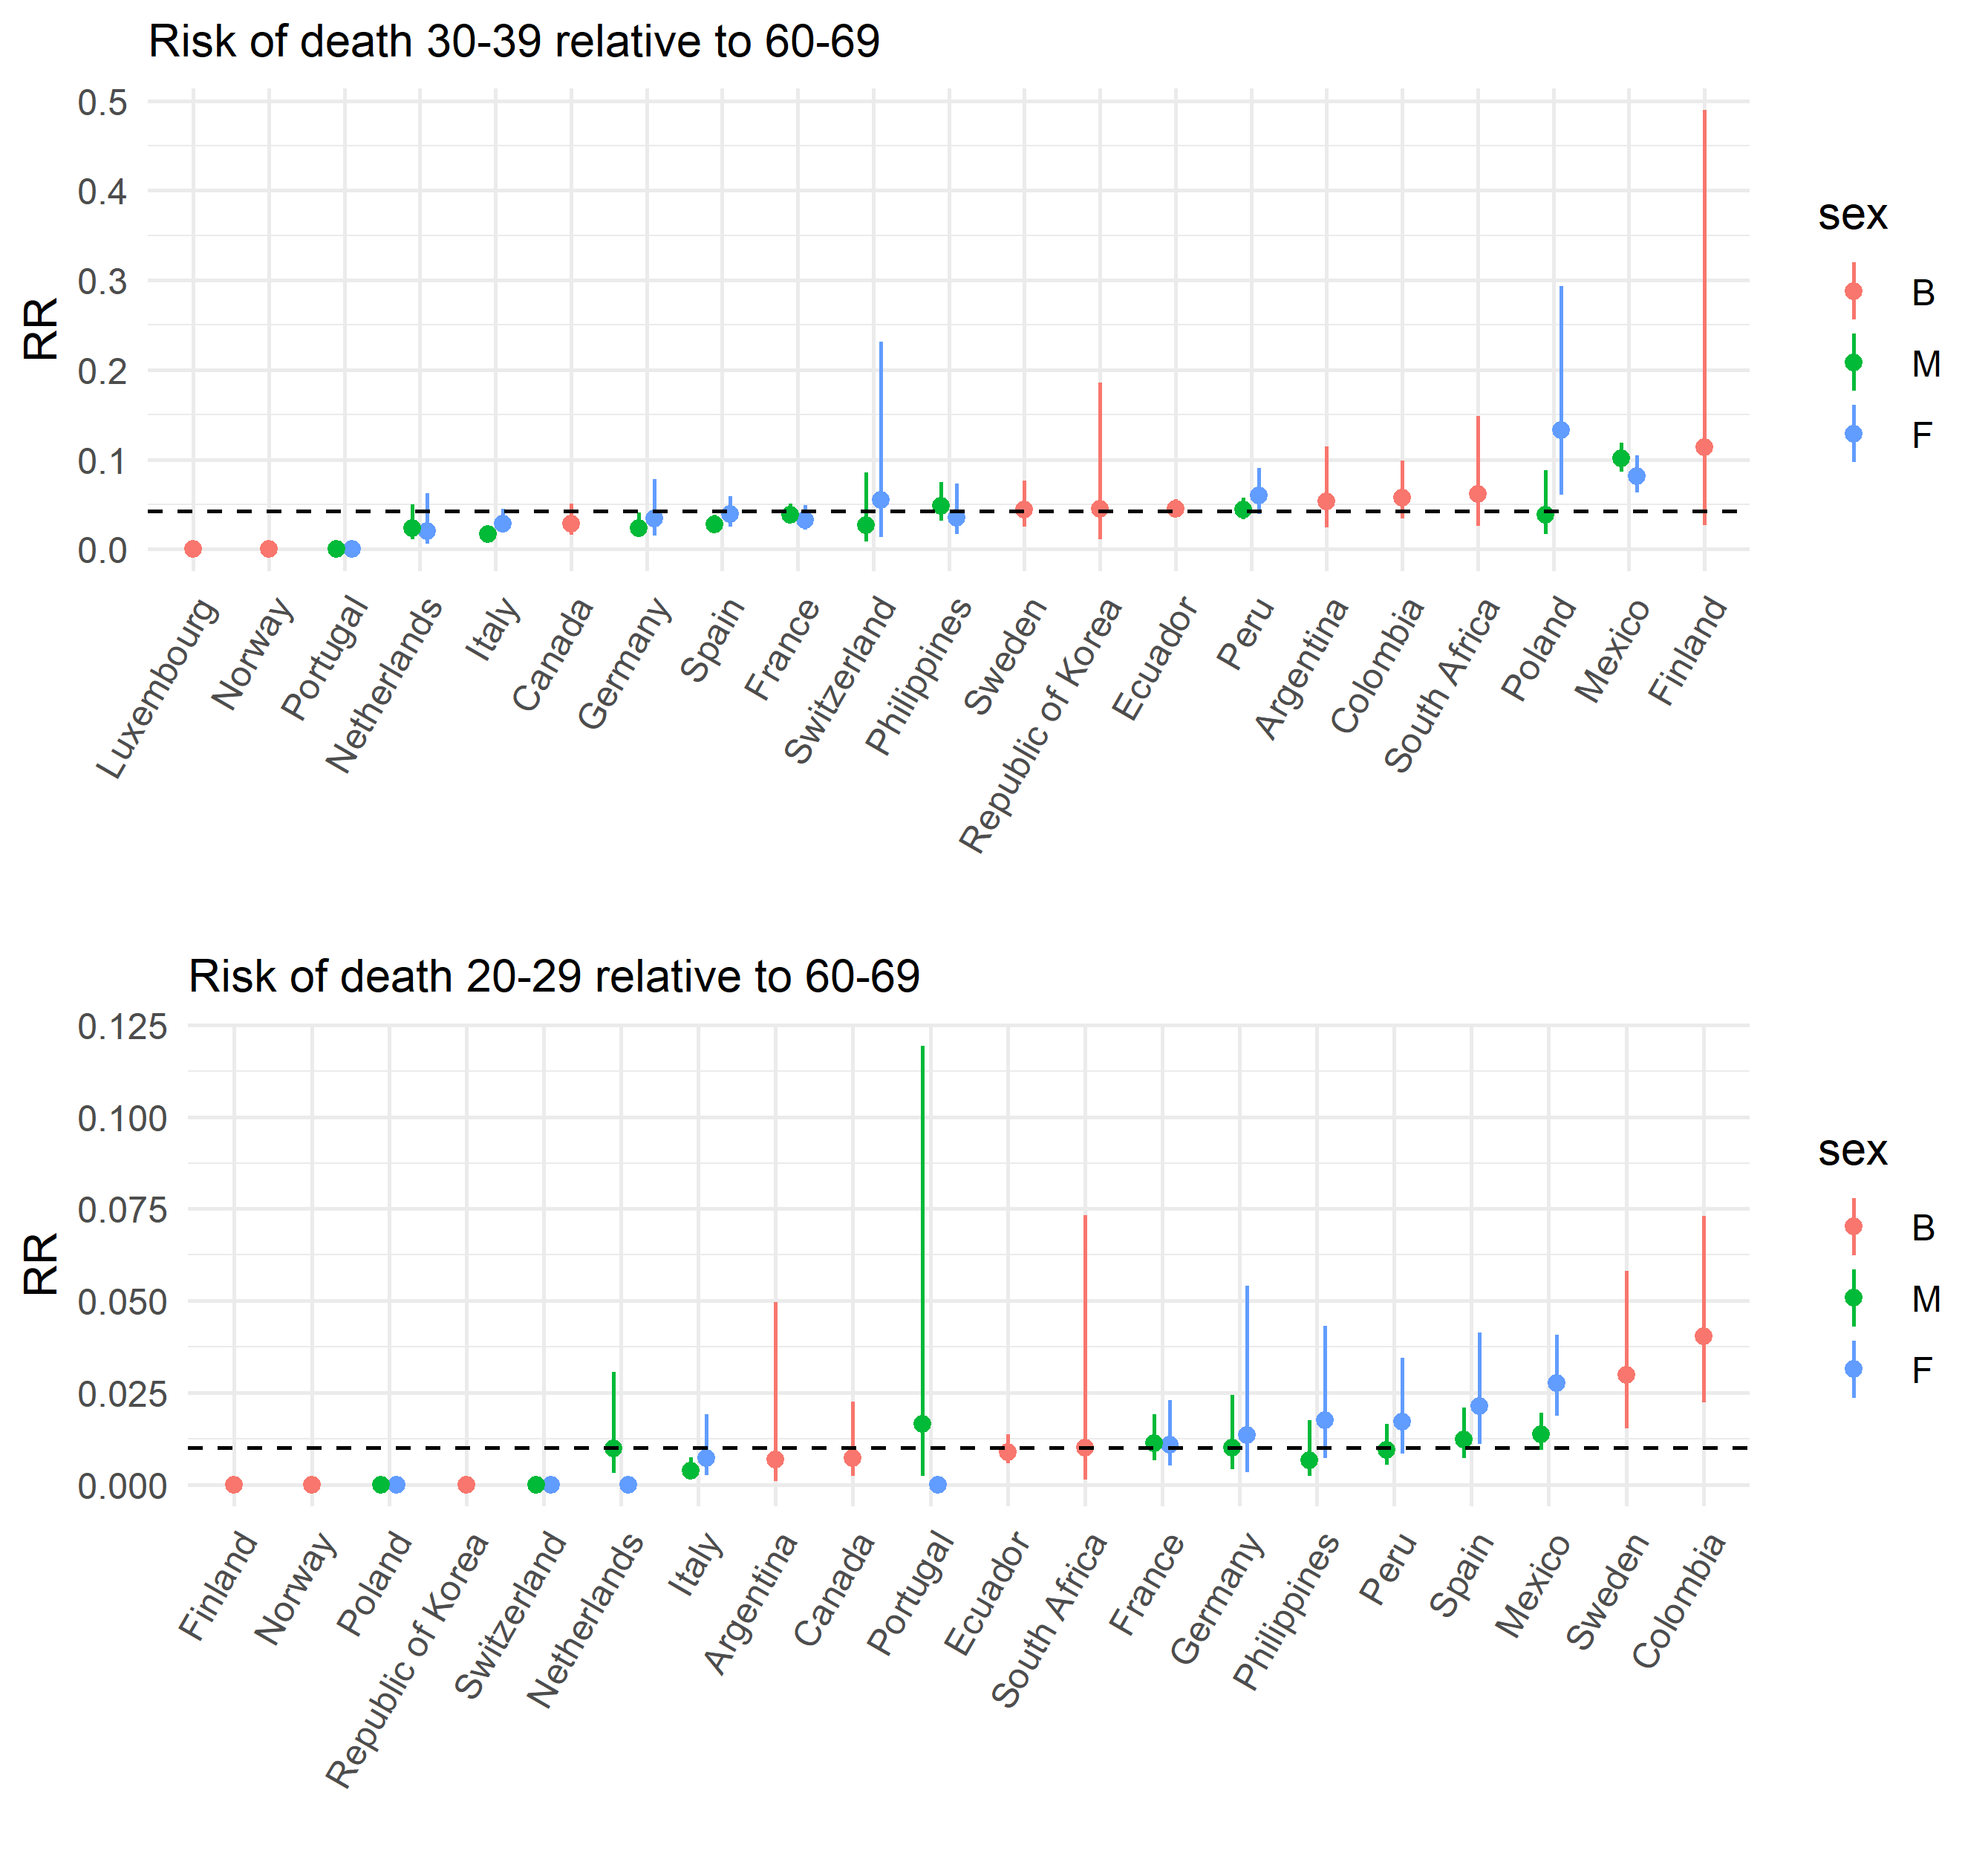 Risk of death 30-39 relative to 60-69
0.5
0.4
0.3
0.2
0.1
0.0
RR
Luxembourg
Norway
Portugal
Netherlands
Italy
Canada
Germany
Spain
France
Switzerland
Philippines
Sweden
Republic of Korea
Ecuador
Peru
Argentina
Colombia
South Africa
Poland
Mexico
Finland
sex
B
M
F
Risk of death 20-29 relative to 60-69
0.125
0.100
0.075
0.050
0.025
0.000
RR
Finland
Norway
Poland
Republic of Korea
Switzerland
Netherlands
Italy
Argentina
Canada
Portugal
Ecuador
South Africa
France
Germany
Philippines
Peru
Spain
Mexico
Sweden
Colombia
sex
B
M
F